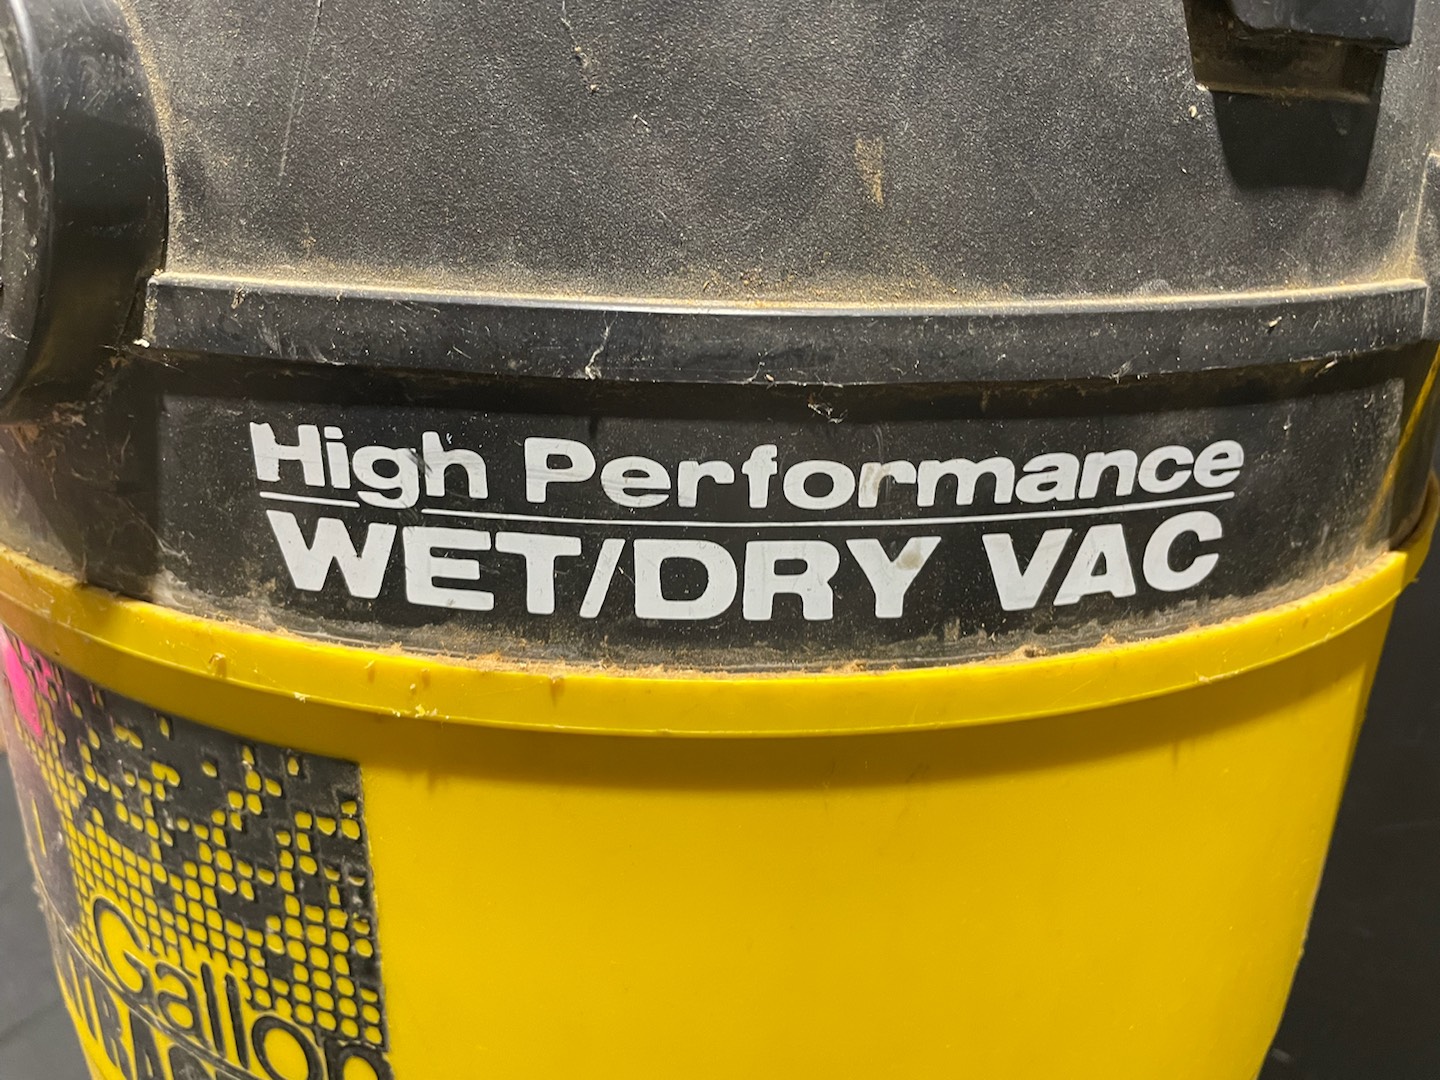 High Performance
WET/DRY VAC
Gallon